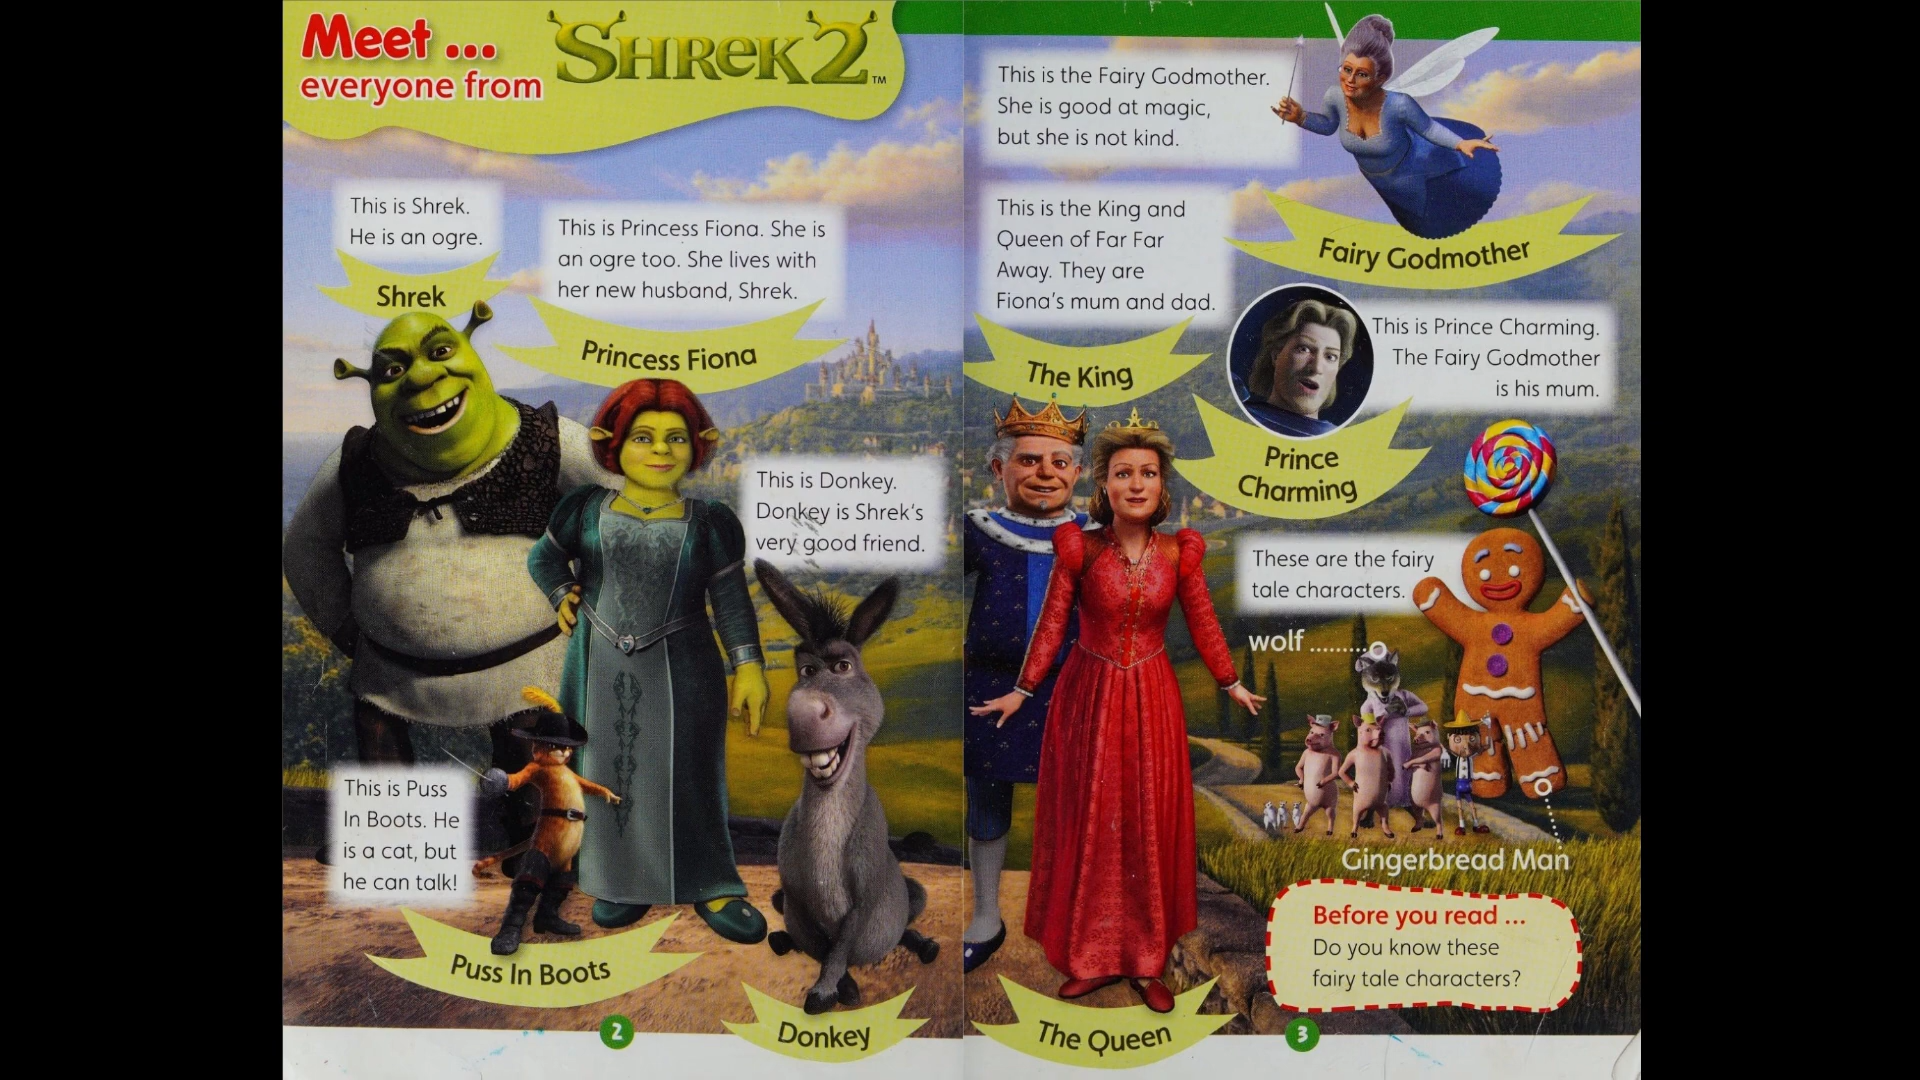 Meet ...
everyone from
SHREK 2™
This is Shrek.
He is an ogre.
Shrek
This is Princess Fiona. She is
an ogre too. She lives with
her new husband, Shrek.
Princess Fiona
This is Donkey.
Donkey is Shrek's
very good friend.
This is Puss
In Boots. He
is a cat, but
he can talk!
Puss In Boots
Donkey
2
This is the Fairy Godmother.
She is good at magic,
but she is not kind.
Fairy Godmother
This is the King and
Queen of Far Far
Away. They are
Fiona's mum and dad.
The King
This is Prince Charming.
The Fairy Godmother
is his mum.
Prince
Charming
These are the fairy
tale characters.
wolf .........
Gingerbread Man
Before you read ...
Do you know these
fairy tale characters?
The Queen
3